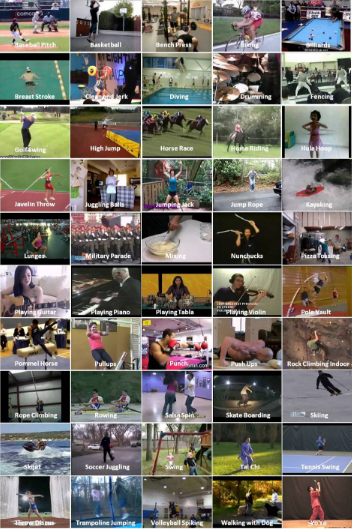 Baseball Pitch
Basketball
Bench Press
Biking
Billiards
Breast Stroke
Clean and Jerk
Diving
Drumming
Fencing
Golf Swing
High Jump
Horse Race
Horse Riding
Hula Hoop
Javelin Throw
Juggling Balls
Jumping Jack
Jump Rope
Kayaking
Lunges
Military Parade
Mixing
Nunchucks
Pizza Tossing
Playing Guitar
Playing Piano
Playing Tabla
Playing Violin
Pole Vault
Pommel Horse
Pullups
Punch
Push Ups
Rock Climbing Indoor
Rope Climbing
Rowing
Salsa Spin
Skate Boarding
Skiing
Skijet
Soccer Juggling
Swing
Tai Chi
Tennis Swing
Throw Discus
Trampoline Jumping
Volleyball Spiking
Walking with Dog
Yo Yo